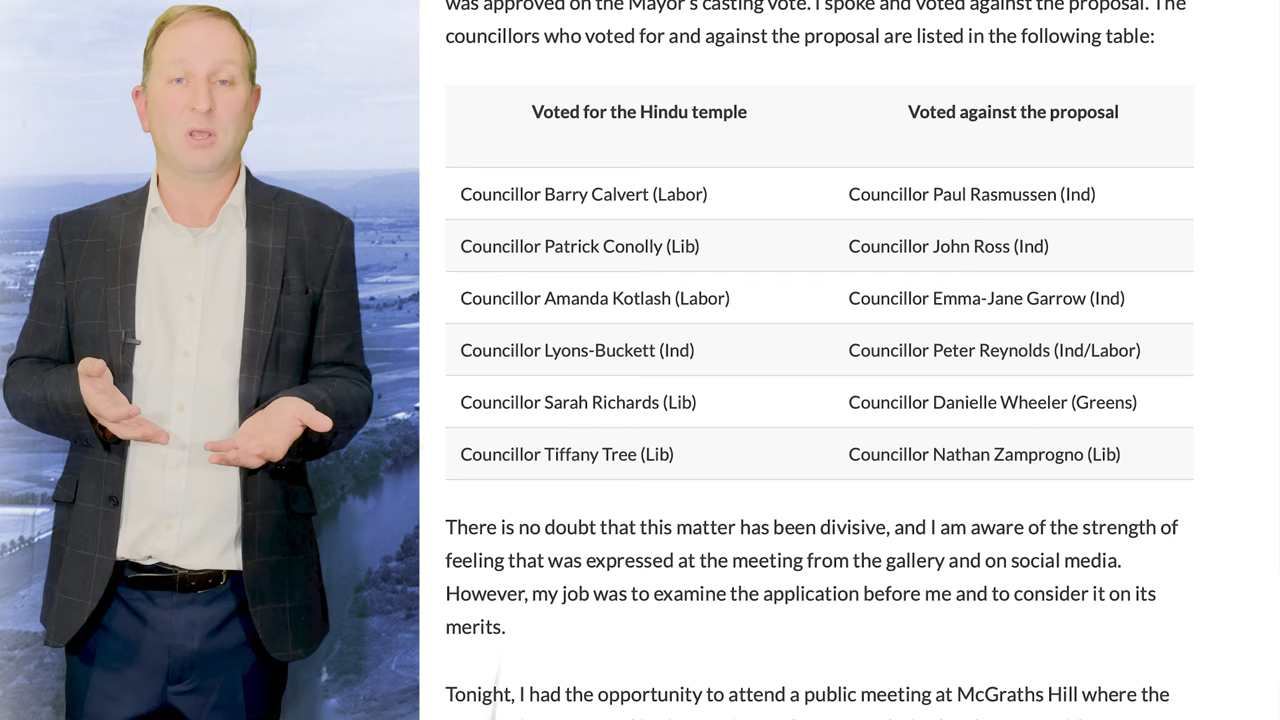 was approved on the Mayor's casting vote. I spoke and voted against the proposal. The
councillors who voted for and against the proposal are listed in the following table:
Voted for the Hindu temple Voted against the proposal
Councillor Barry Calvert (Labor) Councillor Paul Rasmussen (Ind)
Councillor Patrick Conolly (Lib) Councillor John Ross (Ind)
Councillor Amanda Kotlash (Labor) Councillor Emma-Jane Garrow (Ind)
Councillor Lyons-Buckett (Ind) Councillor Peter Reynolds (Ind/Labor)
Councillor Sarah Richards (Lib) Councillor Danielle Wheeler (Greens)
Councillor Tiffany Tree (Lib) Councillor Nathan Zamprogno (Lib)
There is no doubt that this matter has been divisive, and I am aware of the strength of
feeling that was expressed at the meeting from the gallery and on social media.
However, my job was to examine the application before me and to consider it on its
merits.
Tonight, I had the opportunity to attend a public meeting at McGraths Hill where the